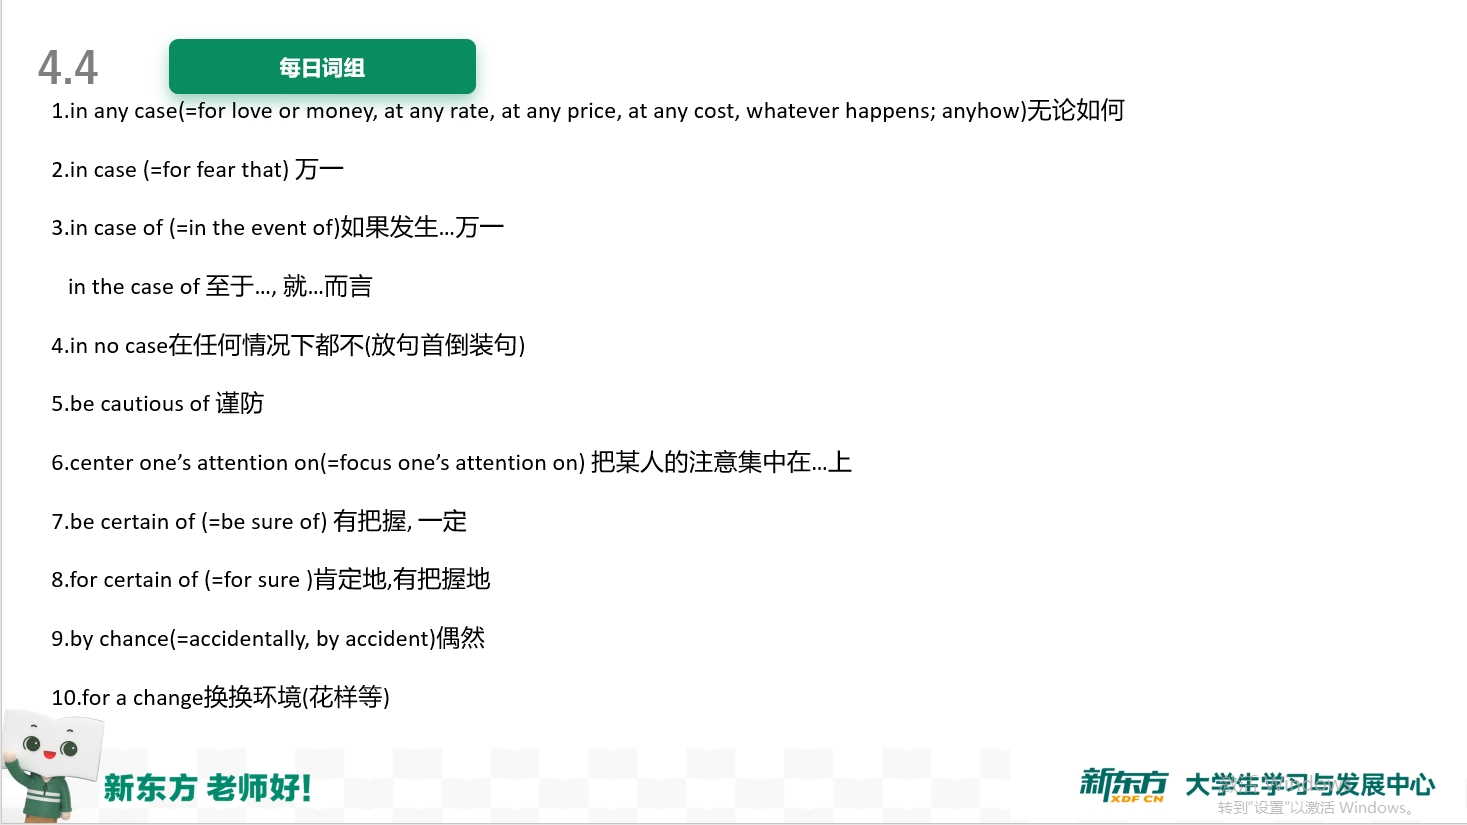 4.4
每日词组
1.in any case(=for love or money, at any rate, at any price, at any cost, whatever happens; anyhow)无论如何
2.in case (=for fear that) 万一
3.in case of (=in the event of)如果发生...万一
in the case of 至于..., 就...而言
4.in no case在任何情况下都不(放句首倒装句)
5.be cautious of 谨防
6.center one’s attention on(=focus one’s attention on) 把某人的注意集中在...上
7.be certain of (=be sure of) 有把握, 一定
8.for certain of (=for sure )肯定地,有把握地
9.by chance(=accidentally, by accident)偶然
10.for a change换换环境(花样等)
新东方 老师好!
新东方 大学生学习与发展中心
XDF CN
激活 Windows
转到“设置”以激活 Windows。